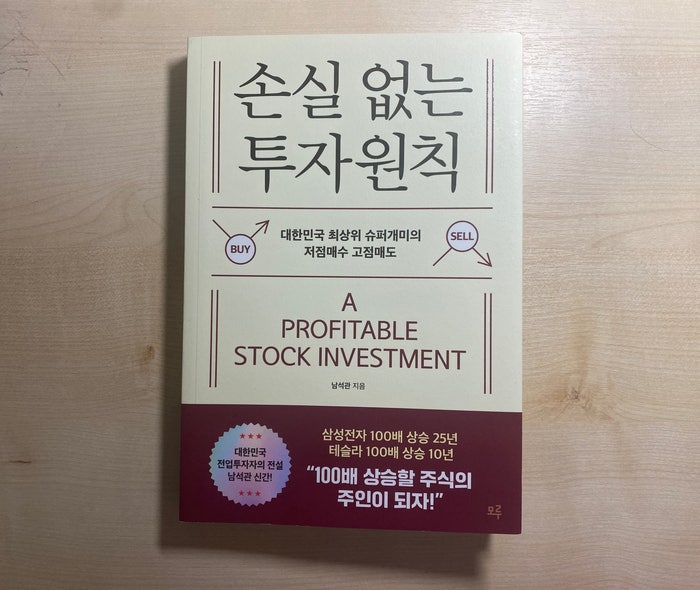 손실 없는
투자원칙
BUY
대한민국 최상위 슈퍼개미의
저점매수 고점매도
SELL
A
PROFITABLE
STOCK INVESTMENT
남석관 지음
대한민국
전업투자자의 전설
남석관 신간!
삼성전자 100배 상승 25년
테슬라 100배 상승 10년
“100배 상승할 주식의
주인이 되자!”
모루